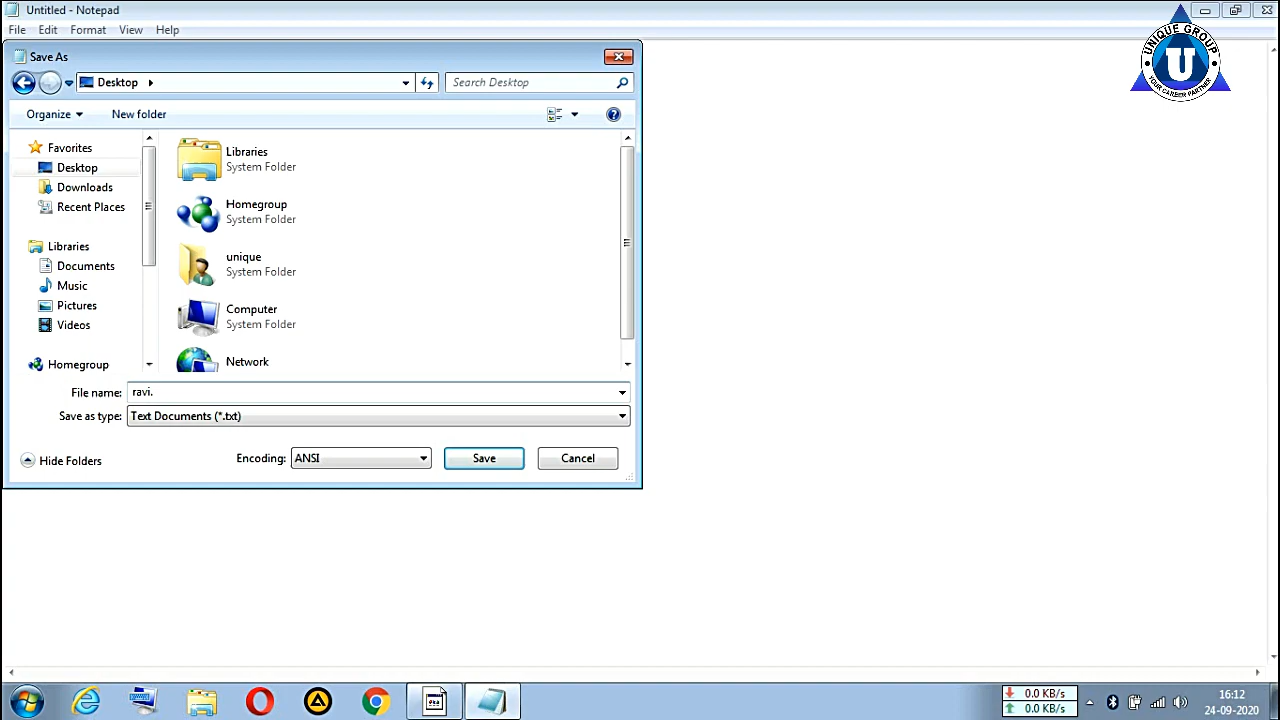 Untitled - Notepad
File Edit Format View Help
UNIQUE GROUP
U
YOUR CAREER PARTNER
Save As
Desktop
Search Desktop
Organize New folder
Favorites
Desktop
Downloads
Recent Places
Libraries
Documents
Music
Pictures
Videos
Homegroup
Libraries
System Folder
Homegroup
System Folder
unique
System Folder
Computer
System Folder
Network
File name: ravi.
Save as type: Text Documents (*.txt)
Hide Folders Encoding: ANSI Save Cancel
0.0 KB/s
0.0 KB/s
16:12
24-09-2020